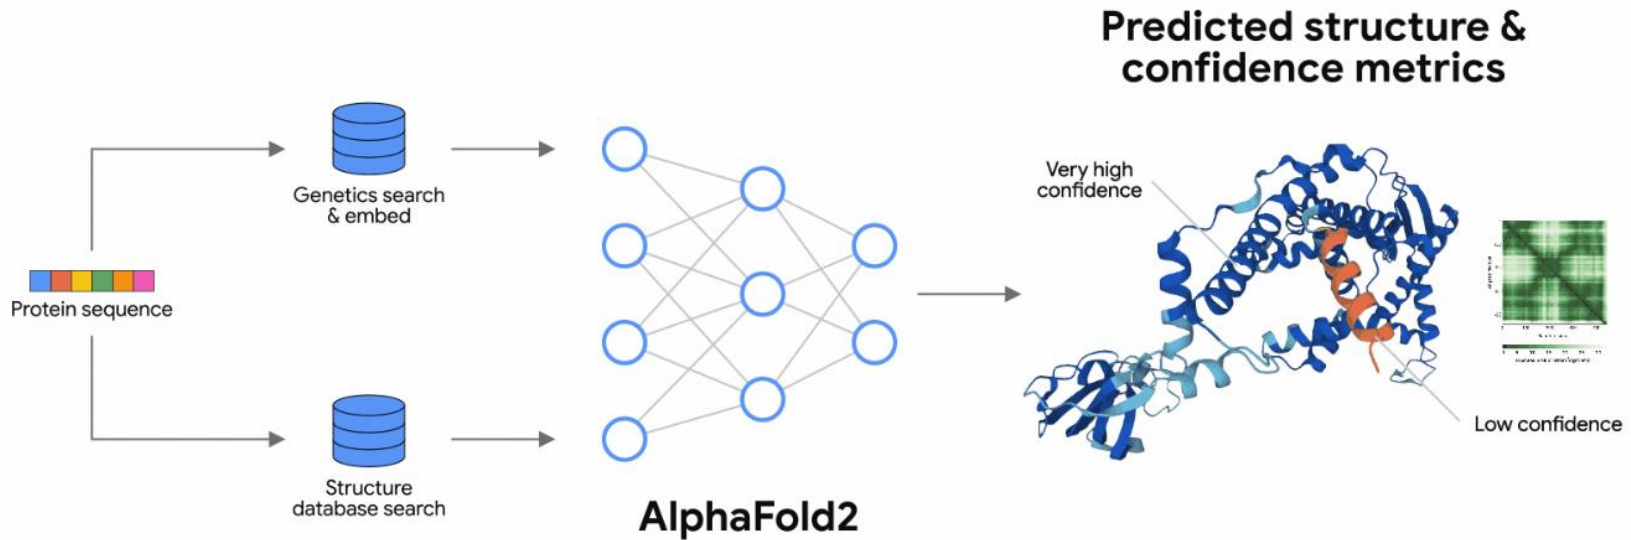 Predicted structure &
confidence metrics
Genetics search
& embed
Protein sequence
Structure
database search
AlphaFold2
Very high
confidence
Low confidence